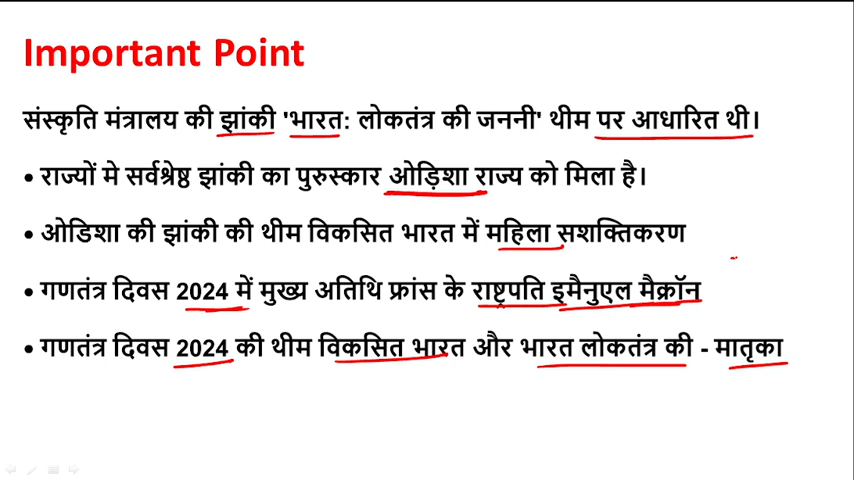 Important Point
संस्कृति मंत्रालय की झांकी 'भारत: लोकतंत्र की जननी' थीम पर आधारित थी।
• राज्यों मे सर्वश्रेष्ठ झांकी का पुरुस्कार ओड़िशा राज्य को मिला है।
• ओडिशा की झांकी की थीम विकसित भारत में महिला सशक्तिकरण
• गणतंत्र दिवस 2024 में मुख्य अतिथि फ्रांस के राष्ट्रपति इमैनुएल मैक्रॉन
• गणतंत्र दिवस 2024 की थीम विकसित भारत और भारत लोकतंत्र की - मातृका